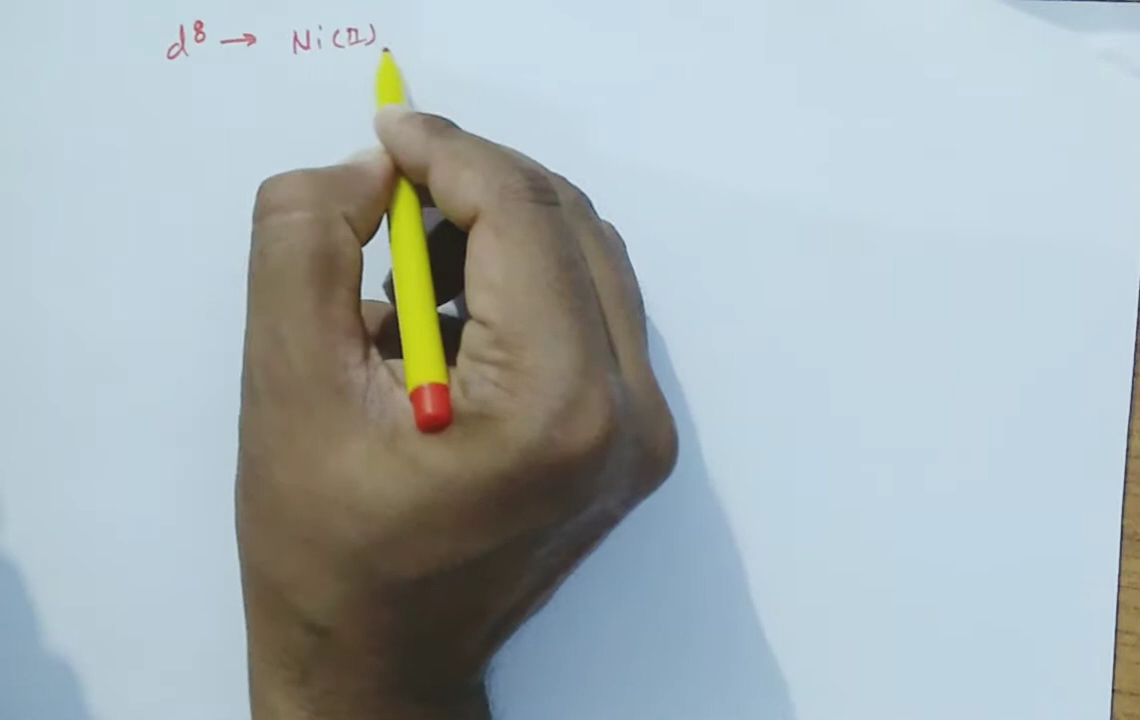 d⁸ → Ni(II),